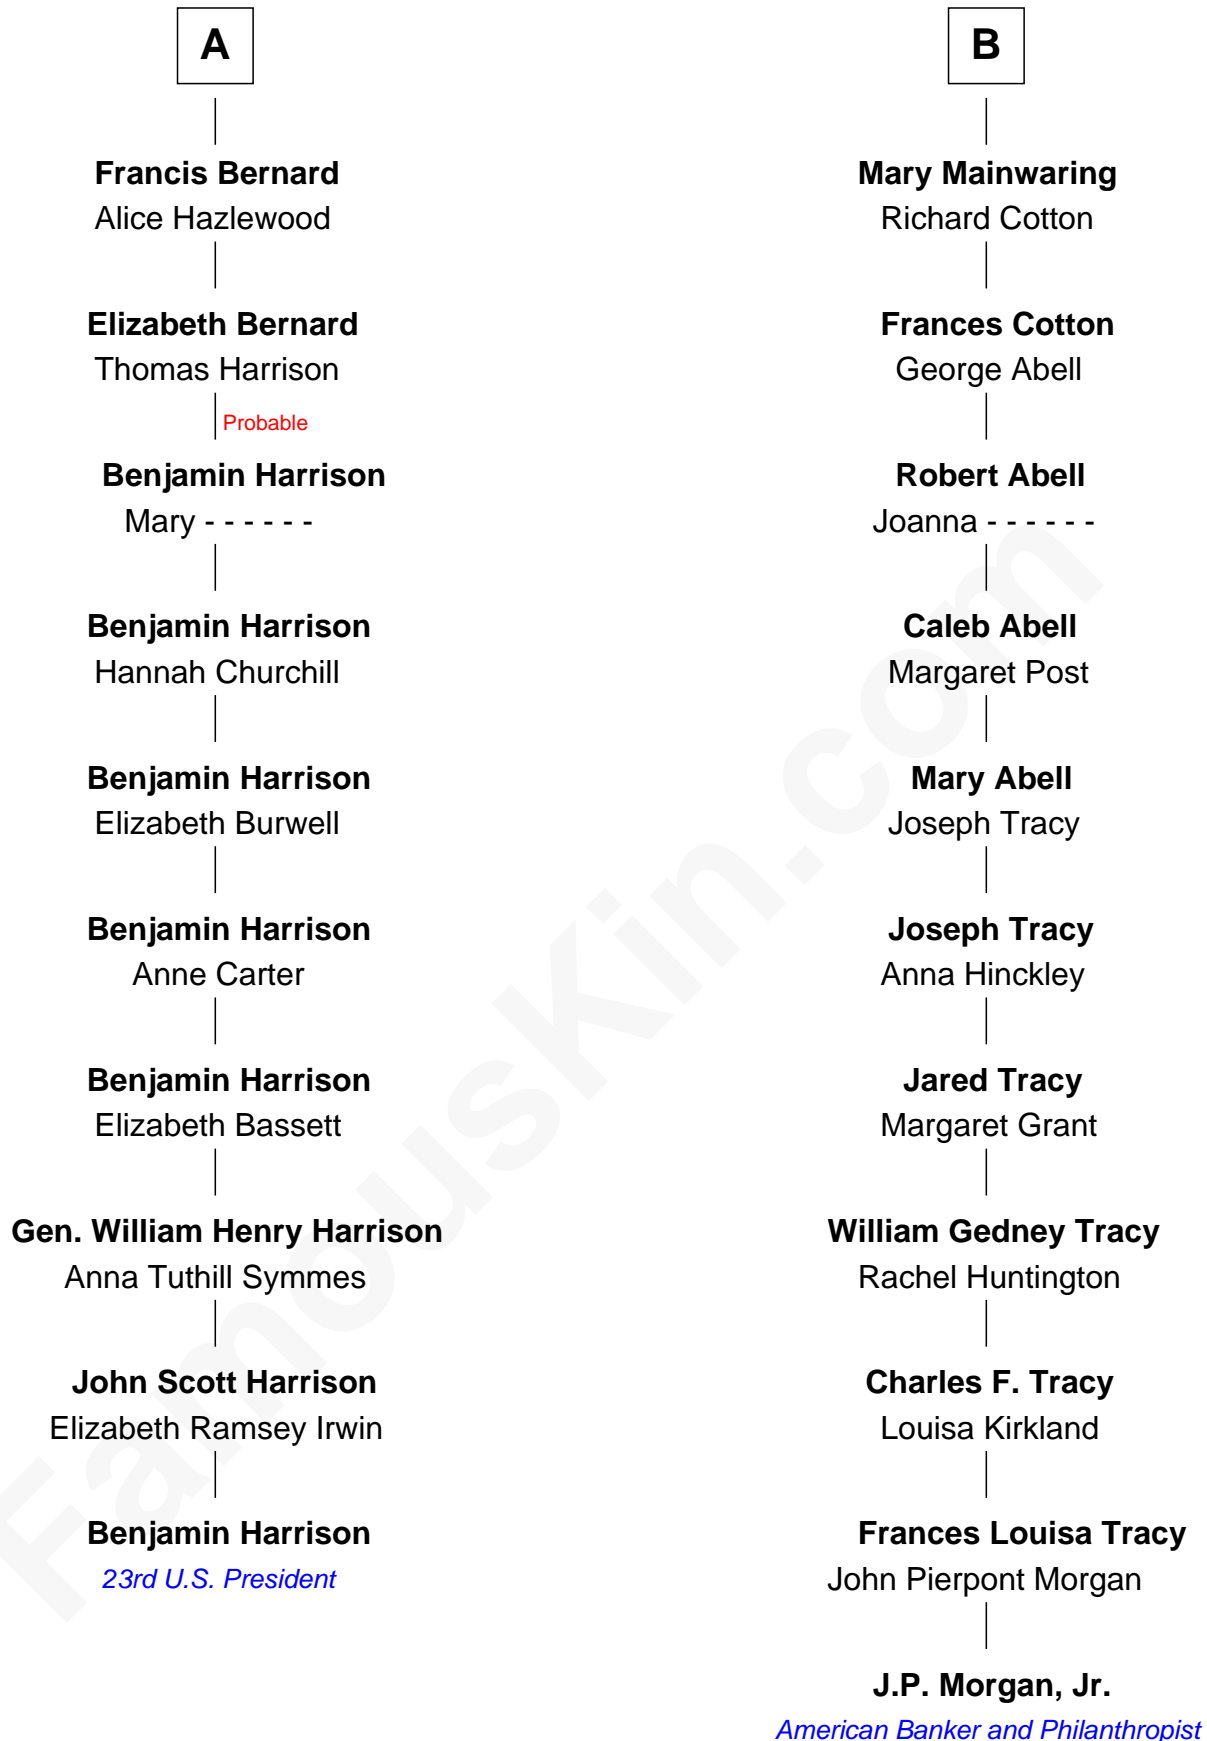 A
Francis Bernard
Alice Hazlewood
Elizabeth Bernard
Thomas Harrison
Probable
Benjamin Harrison
Mary - - - - - -
Benjamin Harrison
Hannah Churchill
Benjamin Harrison
Elizabeth Burwell
Benjamin Harrison
Anne Carter
Benjamin Harrison
Elizabeth Bassett
Gen. William Henry Harrison
Anna Tuthill Symmes
John Scott Harrison
Elizabeth Ramsey Irwin
Benjamin Harrison
23rd U.S. President
B
Mary Mainwaring
Richard Cotton
Frances Cotton
George Abell
Robert Abell
Joanna - - - - - -
Caleb Abell
Margaret Post
Mary Abell
Joseph Tracy
Joseph Tracy
Anna Hinckley
Jared Tracy
Margaret Grant
William Gedney Tracy
Rachel Huntington
Charles F. Tracy
Louisa Kirkland
Frances Louisa Tracy
John Pierpont Morgan
J.P. Morgan, Jr.
American Banker and Philanthropist
FamousKin.com